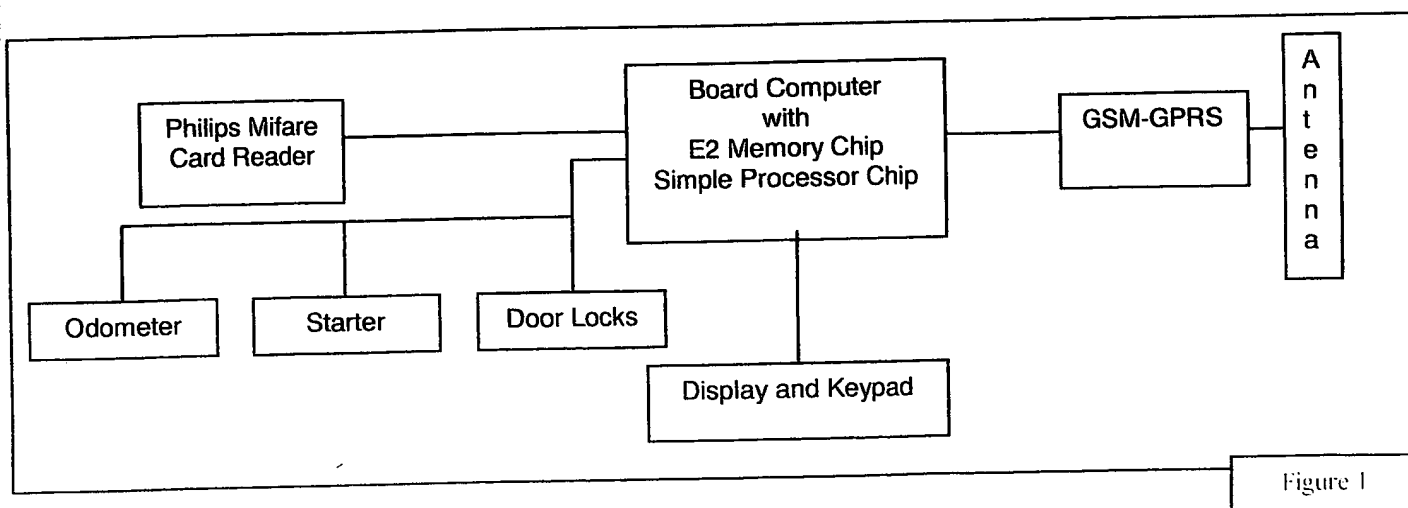 Board Computer
with
E2 Memory Chip
Simple Processor Chip
Philips Mifare
Card Reader
GSM-GPRS
Antenna
Odometer
Starter
Door Locks
Display and Keypad
Figure 1